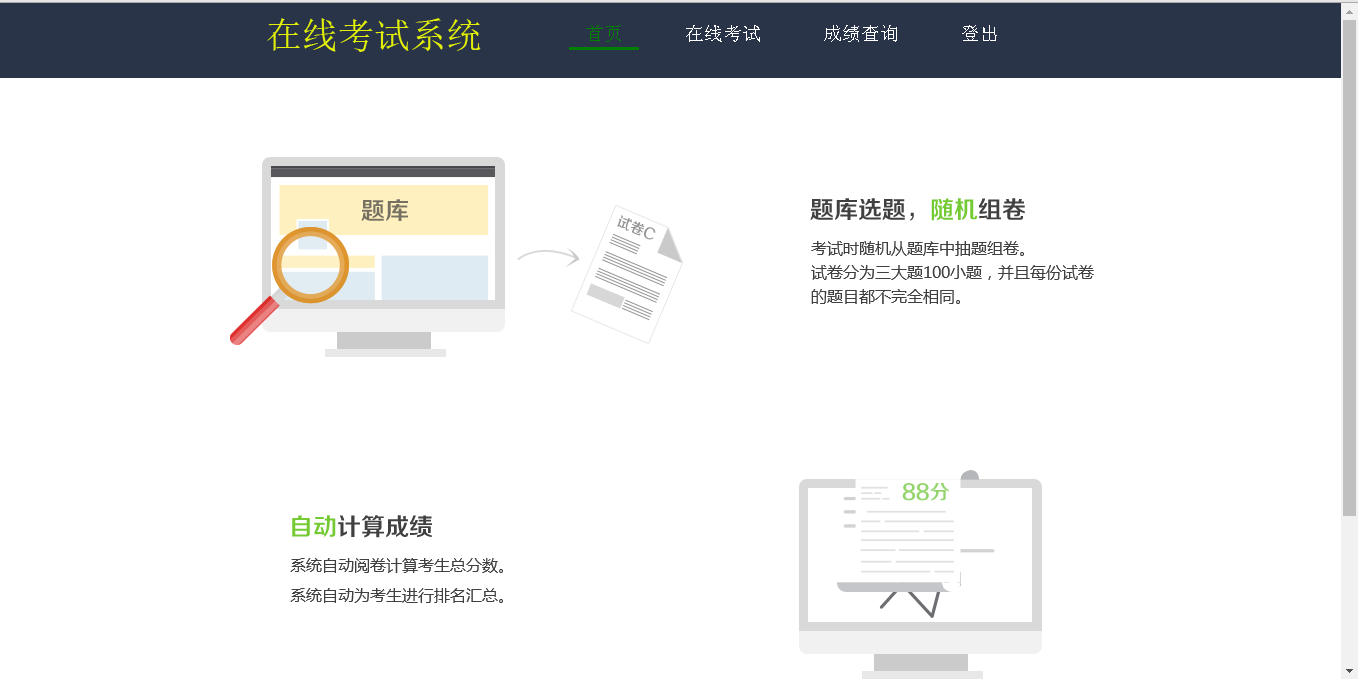 在线考试系统
首页
在线考试
成绩查询
登出
题库
试卷C
题库选题，随机组卷
考试时随机从题库中抽题组卷。
试卷分为三大题100小题，并且每份试卷
的题目都不完全相同。
88分
自动计算成绩
系统自动阅卷计算考生总分数。
系统自动为考生进行排名汇总。